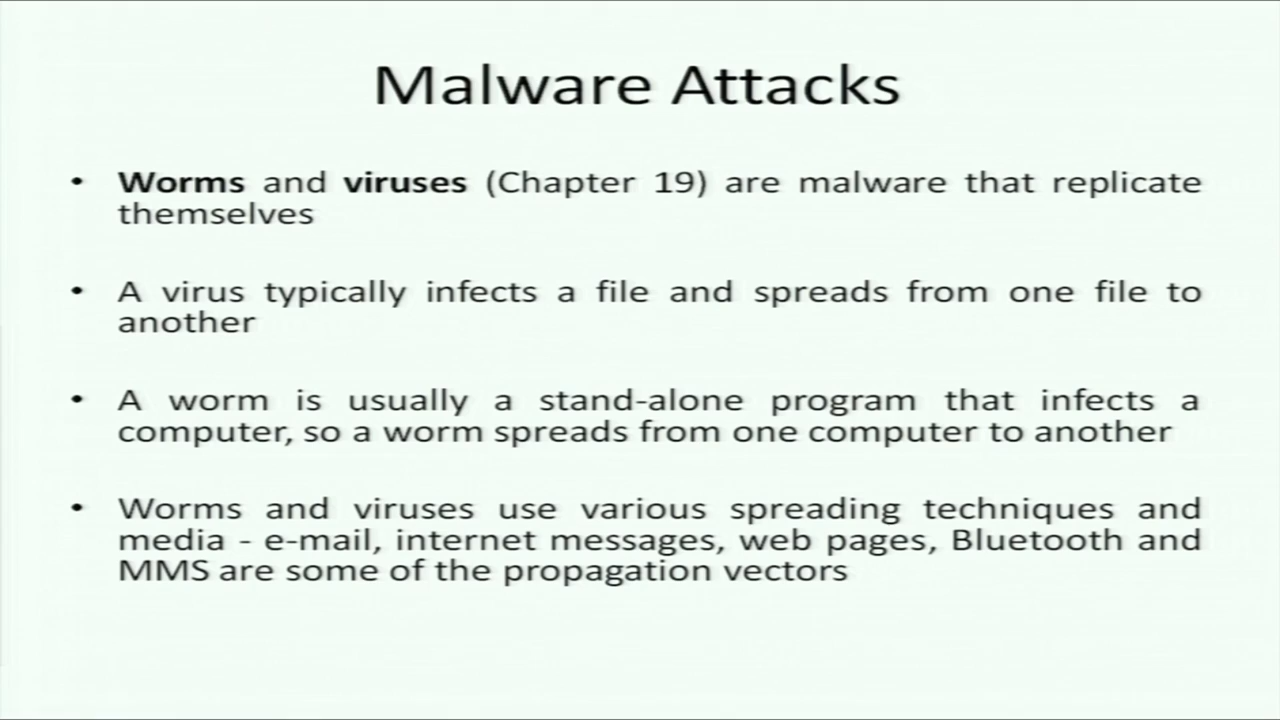 Malware Attacks
• Worms and viruses (Chapter 19) are malware that replicate
themselves
• A virus typically infects a file and spreads from one file to
another
• A worm is usually a stand-alone program that infects a
computer, so a worm spreads from one computer to another
• Worms and viruses use various spreading techniques and
media - e-mail, internet messages, web pages, Bluetooth and
MMS are some of the propagation vectors